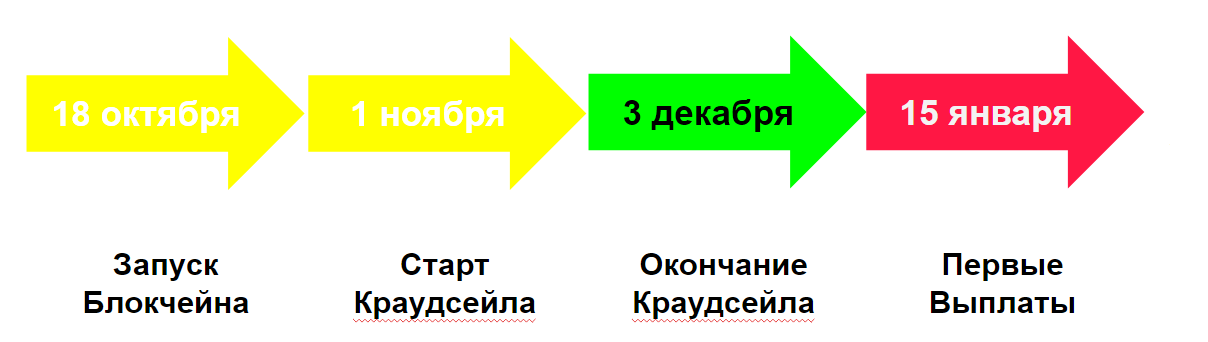 18 октября
1 ноября
3 декабря
15 января
Запуск
Блокчейна
Старт
Краудсейла
Окончание
Краудсейла
Первые
Выплаты